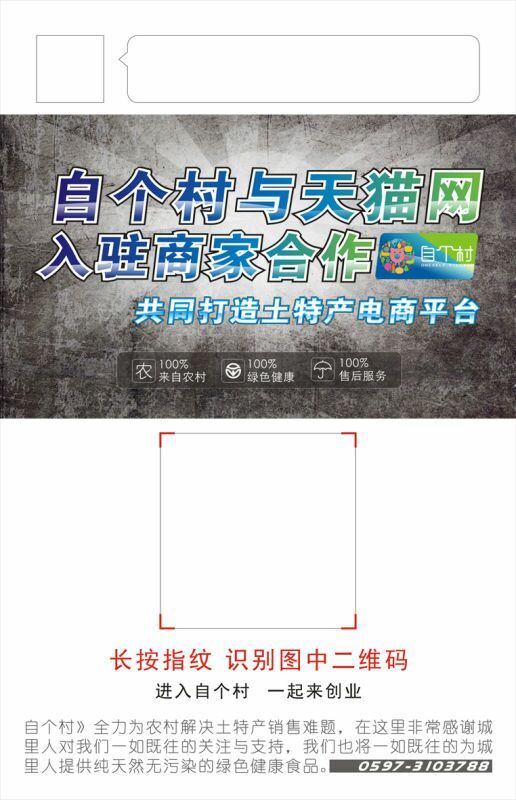 自个村与天猫网
入驻商家合作 自个村
共同打造土特产电商平台
100% 来自农村
100% 绿色健康
100% 售后服务
长按指纹 识别图中二维码
进入自个村 一起来创业
自个村》全力为农村解决土特产销售难题，在这里非常感谢城
里人对我们一如既往的关注与支持，我们也将一如既往的为城
里人提供纯天然无污染的绿色健康食品。 0597-3103788